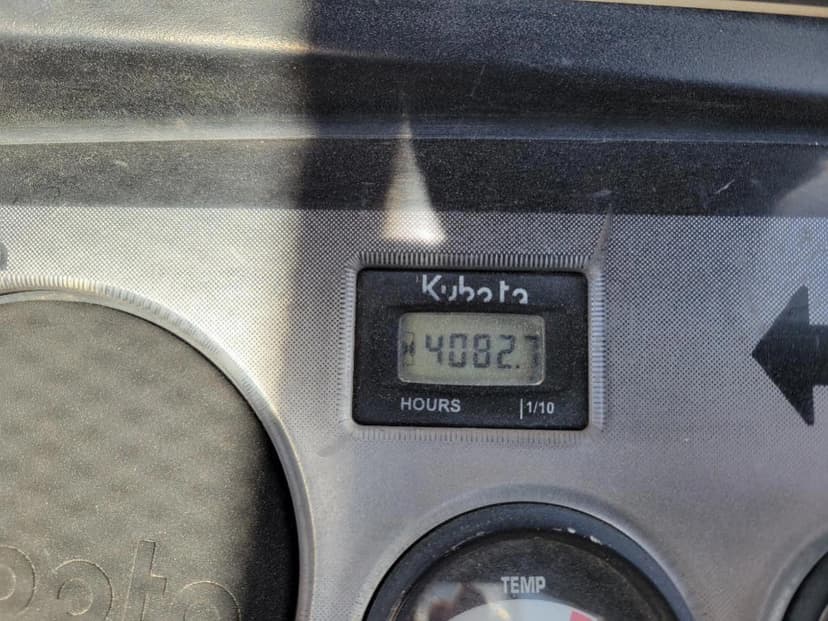 Kubota
4082.7
HOURS 1/10
TEMP